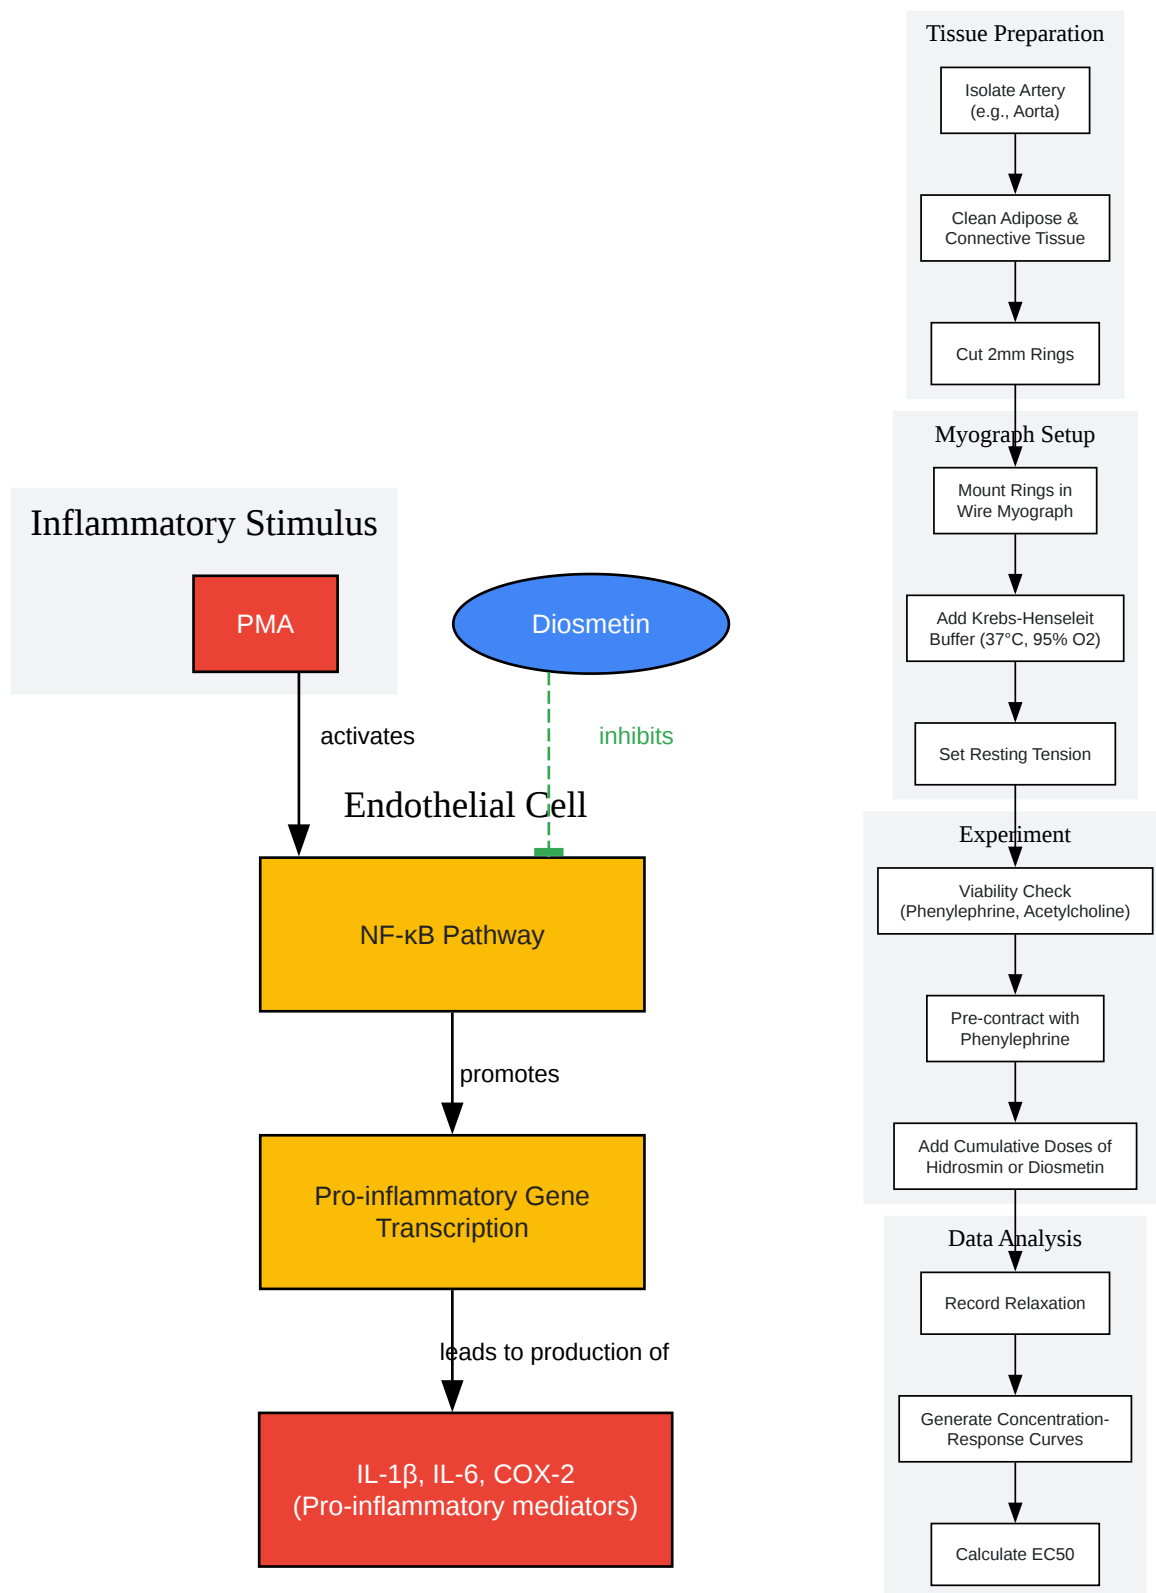 Inflammatory Stimulus
PMA
Diosmetin
activates
inhibits
Endothelial Cell
NF-κB Pathway
promotes
Pro-inflammatory Gene
Transcription
leads to production of
IL-1β, IL-6, COX-2
(Pro-inflammatory mediators)
Tissue Preparation
Isolate Artery
(e.g., Aorta)
Clean Adipose &
Connective Tissue
Cut 2mm Rings
Myograph Setup
Mount Rings in
Wire Myograph
Add Krebs-Henseleit
Buffer (37°C, 95% O2)
Set Resting Tension
Experiment
Viability Check
(Phenylephrine, Acetylcholine)
Pre-contract with
Phenylephrine
Add Cumulative Doses of
Hidrosmin or Diosmetin
Data Analysis
Record Relaxation
Generate Concentration-
Response Curves
Calculate EC50